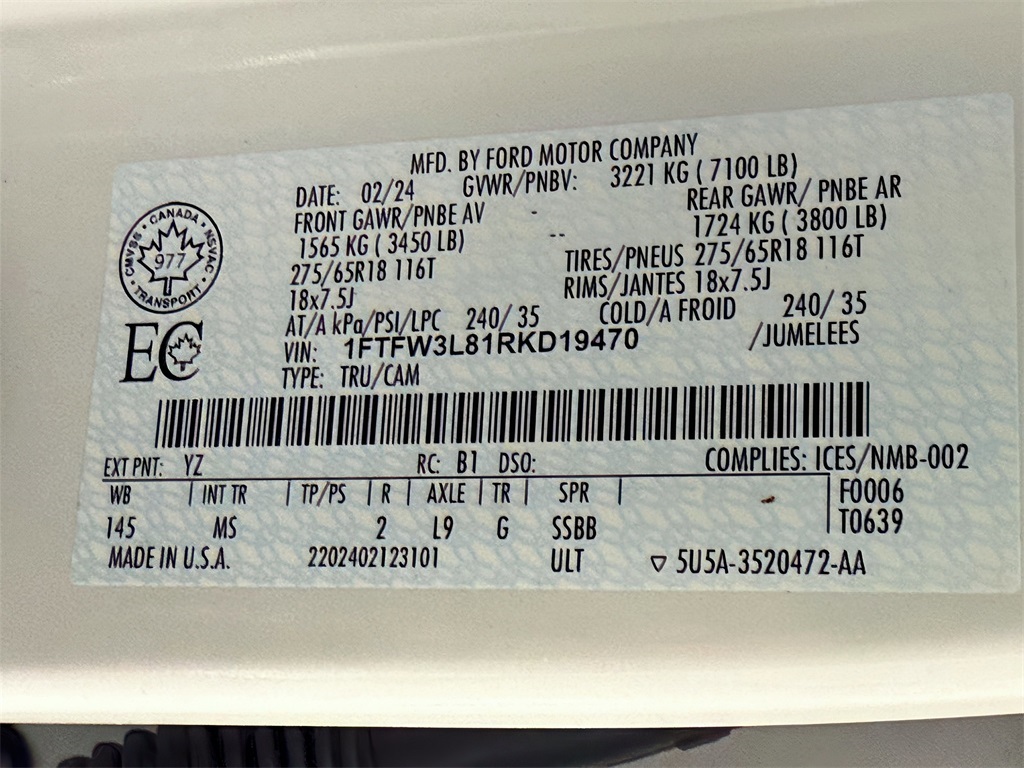 MFD. BY FORD MOTOR COMPANY
DATE: 02/24 GVWR/PNBV: 3221 KG ( 7100 LB)
FRONT GAWR/PNBE AV REAR GAWR/ PNBE AR
1565 KG ( 3450 LB) 1724 KG ( 3800 LB)
275/65R18 116T TIRES/PNEUS 275/65R18 116T
18x7.5J RIMS/JANTES 18x7.5J
AT/A kPa/PSI/LPC 240/ 35 COLD/A FROID 240/ 35
VIN: 1FTFW3L81RKD19470 /JUMELEES
TYPE: TRU/CAM
CANADA
CMVSS NSVAC
977
TRANSPORT
EC
EXT PNT: YZ RC: B1 DSO: COMPLIES: ICES/NMB-002
WB | INT TR | TP/PS | R | AXLE | TR | SPR | F0006
145 MS 2 L9 G SSBB T0639
MADE IN U.S.A. 2202402123101 ULT ▽ 5U5A-3520472-AA